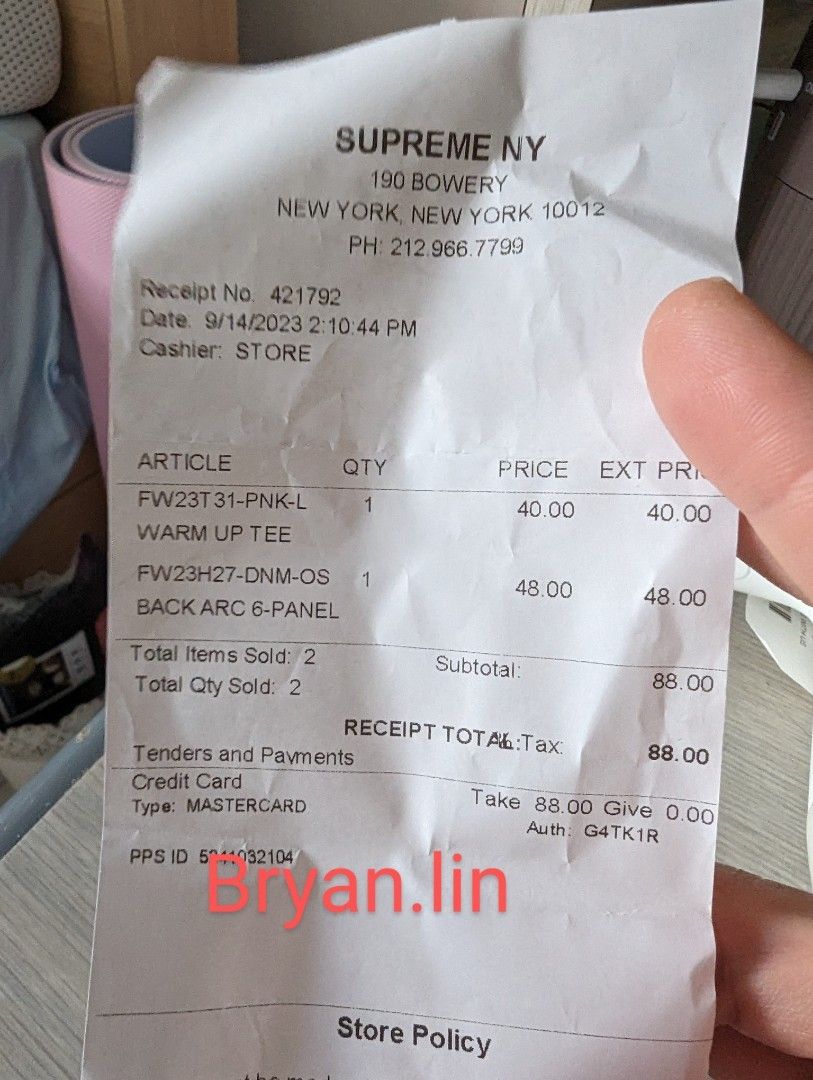 SUPREME NY
190 BOWERY
NEW YORK, NEW YORK 10012
PH: 212.966.7799
Receipt No. 421792
Date: 9/14/2023 2:10:44 PM
Cashier: STORE
ARTICLE QTY PRICE EXT
FW23T31-PNK-L 1 40.00 40.00
WARM UP TEE
FW23H27-DNM-OS 1 48.00 48.00
BACK ARC 6-PANEL
Total Items Sold: 2 Subtotal: 88.00
Total Qty Sold: 2
RECEIPT TOTAL: Tax: 88.00
Tenders and Payments
Credit Card Take 88.00 Give 0.00
Type: MASTERCARD Auth: G4TK1R
PPS ID
Bryan.lin
Store Policy